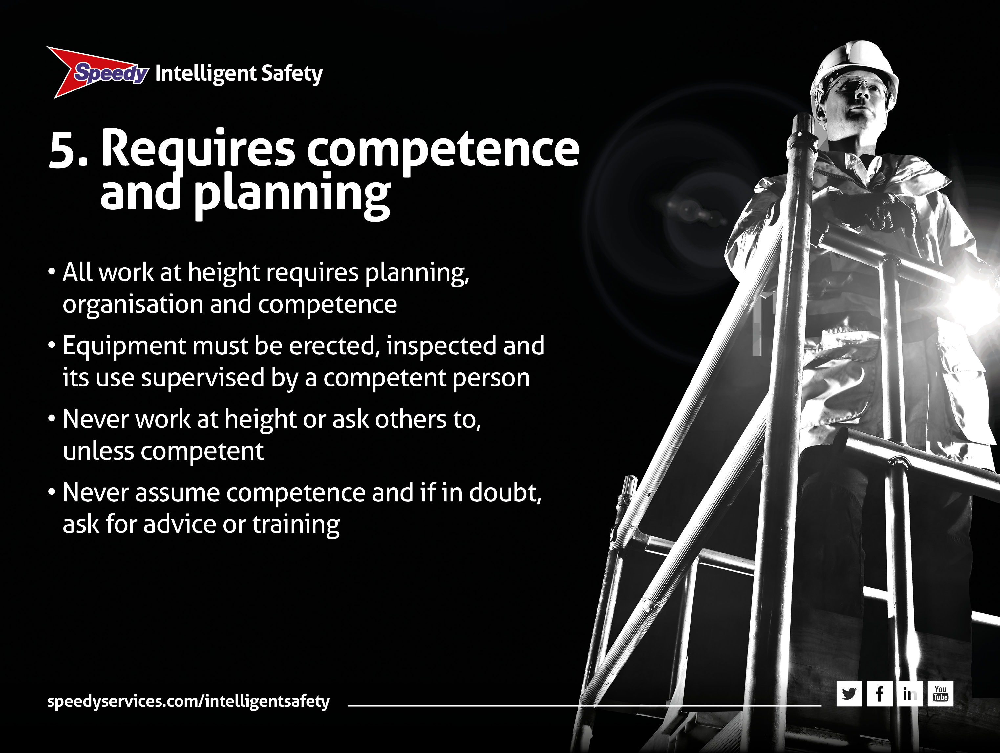 Speedy Intelligent Safety
5. Requires competence
and planning
• All work at height requires planning,
organisation and competence
• Equipment must be erected, inspected and
its use supervised by a competent person
• Never work at height or ask others to,
unless competent
• Never assume competence and if in doubt,
ask for advice or training
speedyservices.com/intelligentsafety
f
in
You
Tube